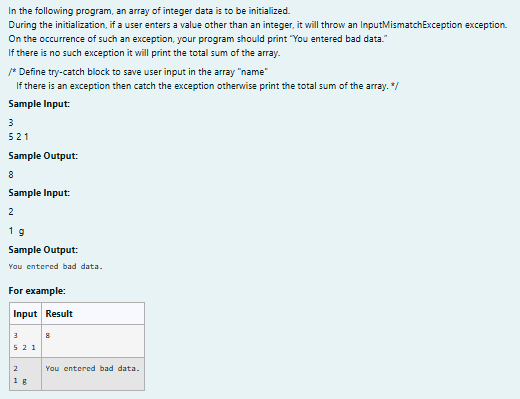 In the following program, an array of integer data is to be initialized.
During the initialization, if a user enters a value other than an integer, it will throw an InputMismatchException exception.
On the occurrence of such an exception, your program should print "You entered bad data."
If there is no such exception it will print the total sum of the array.
/* Define try-catch block to save user input in the array "name"
If there is an exception then catch the exception otherwise print the total sum of the array. */
Sample Input:
3
5 2 1
Sample Output:
8
Sample Input:
2
1 g
Sample Output:
You entered bad data.
For example:
Input Result
3 8
5 2 1
2 You entered bad data.
1 g